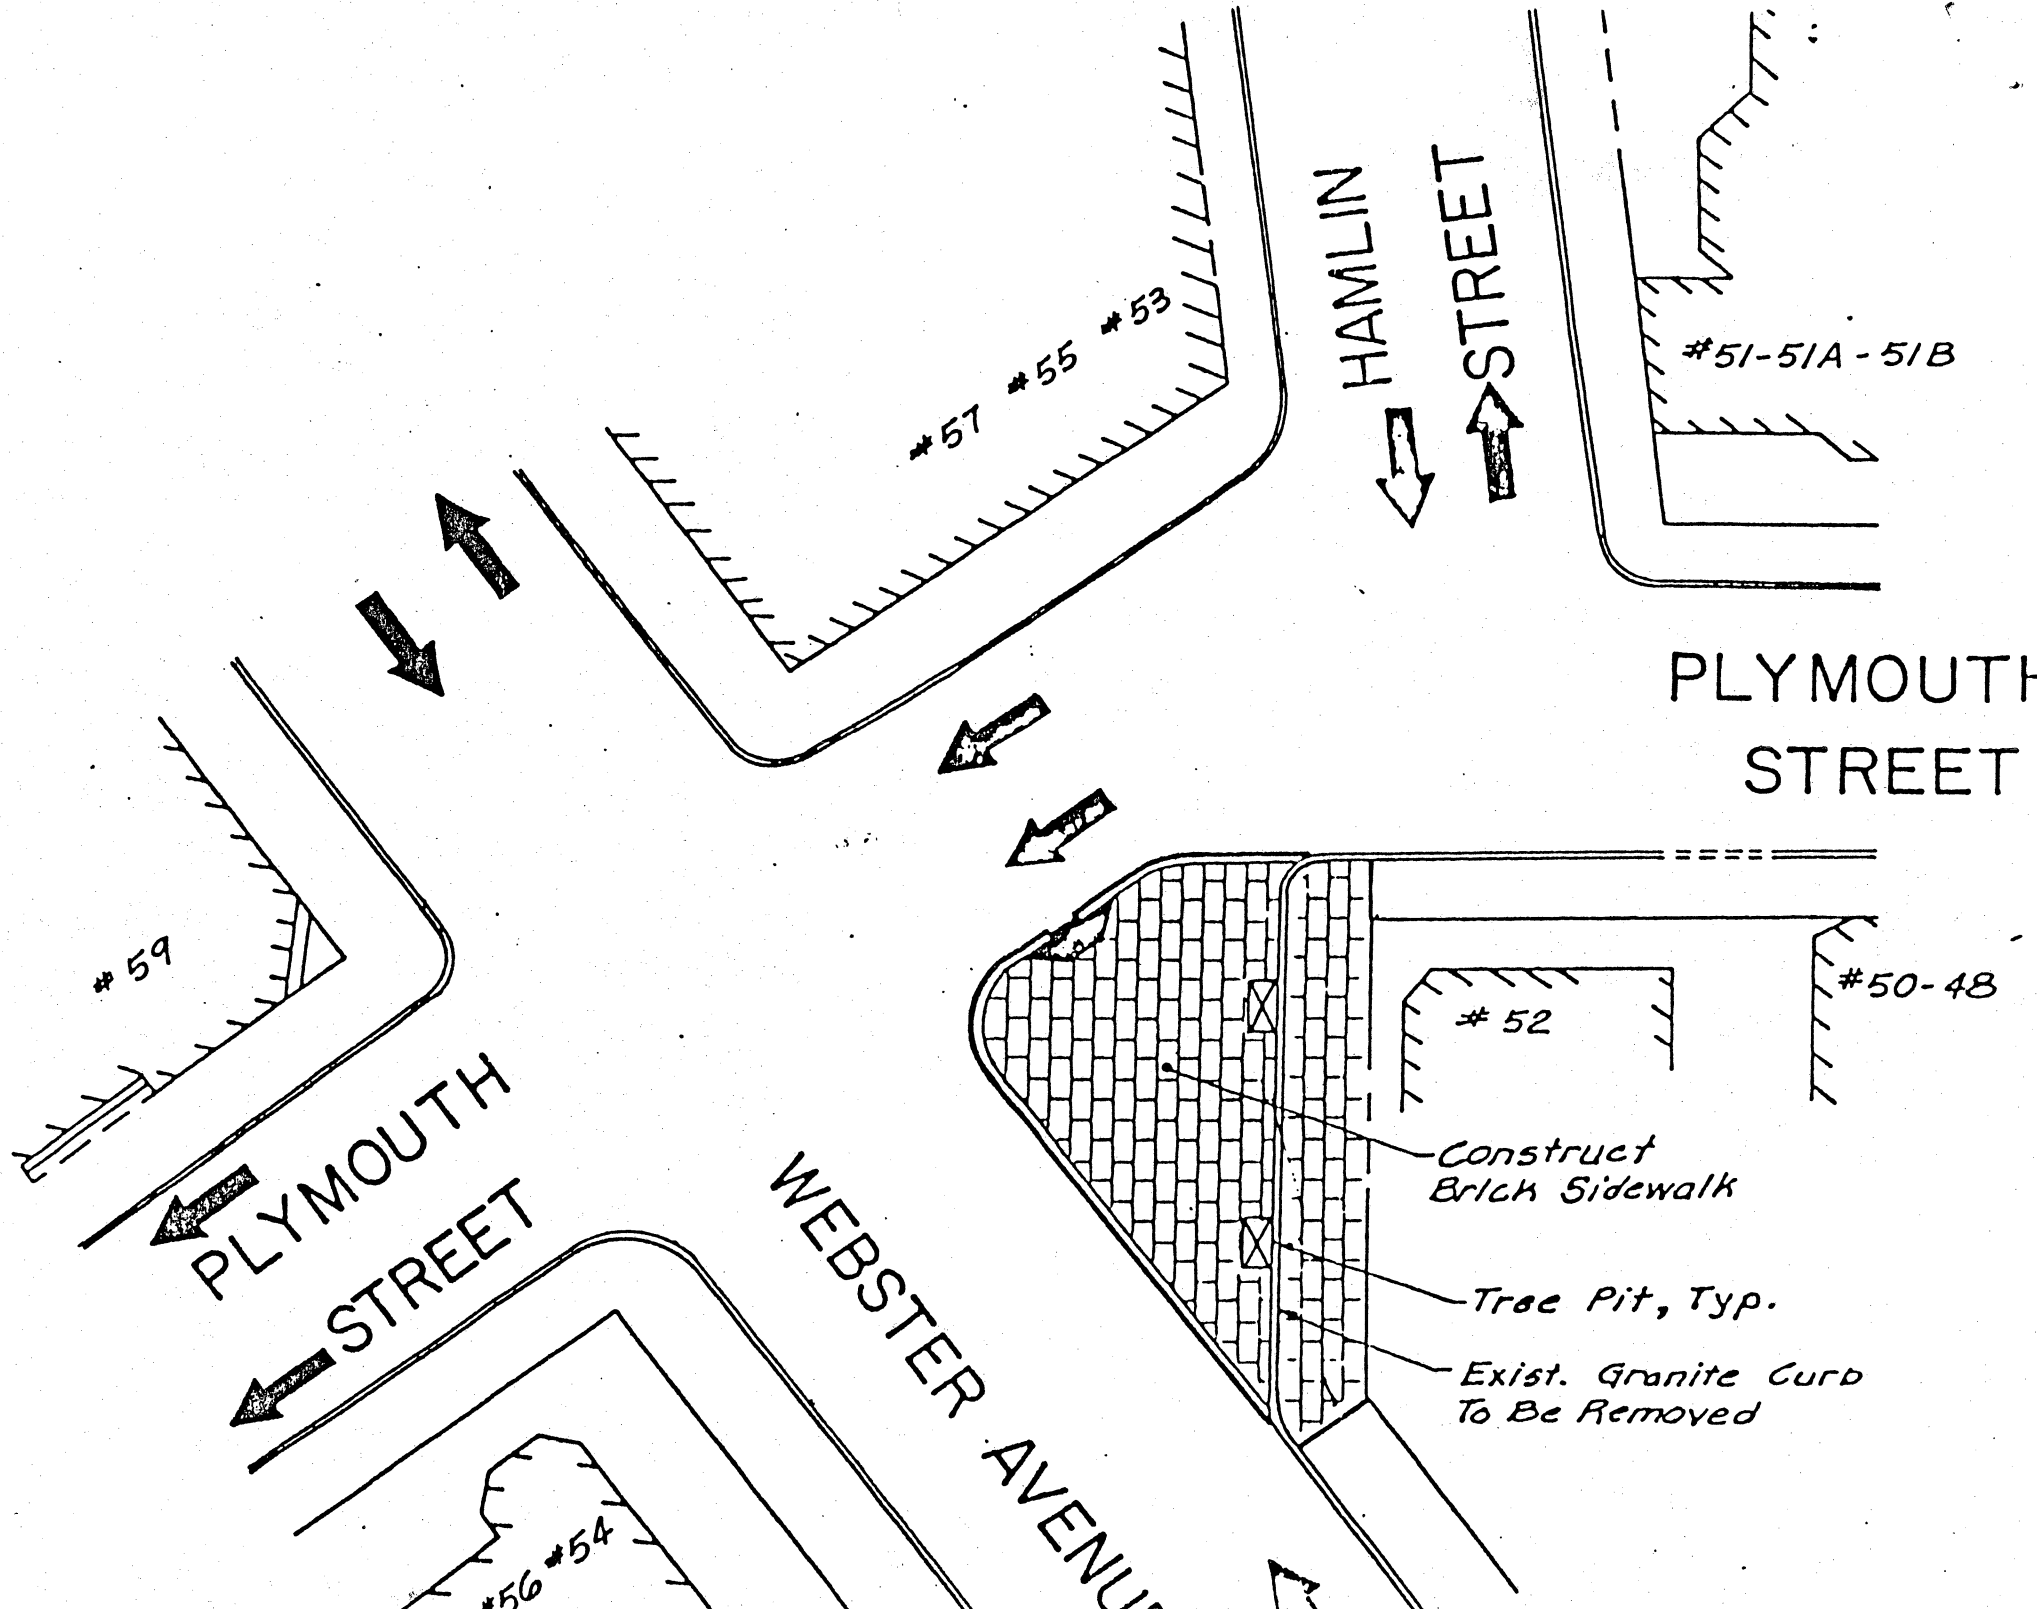 HAMLIN
STREET
#53
#55
#57
#51-51A-51B
PLYMOUTH
STREET
#59
#50-48
#52
Construct
Brick Sidewalk
Tree Pit, Typ.
Exist. Granite Curb
To Be Removed
PLYMOUTH
STREET
WEBSTER AVENU
#54
#56